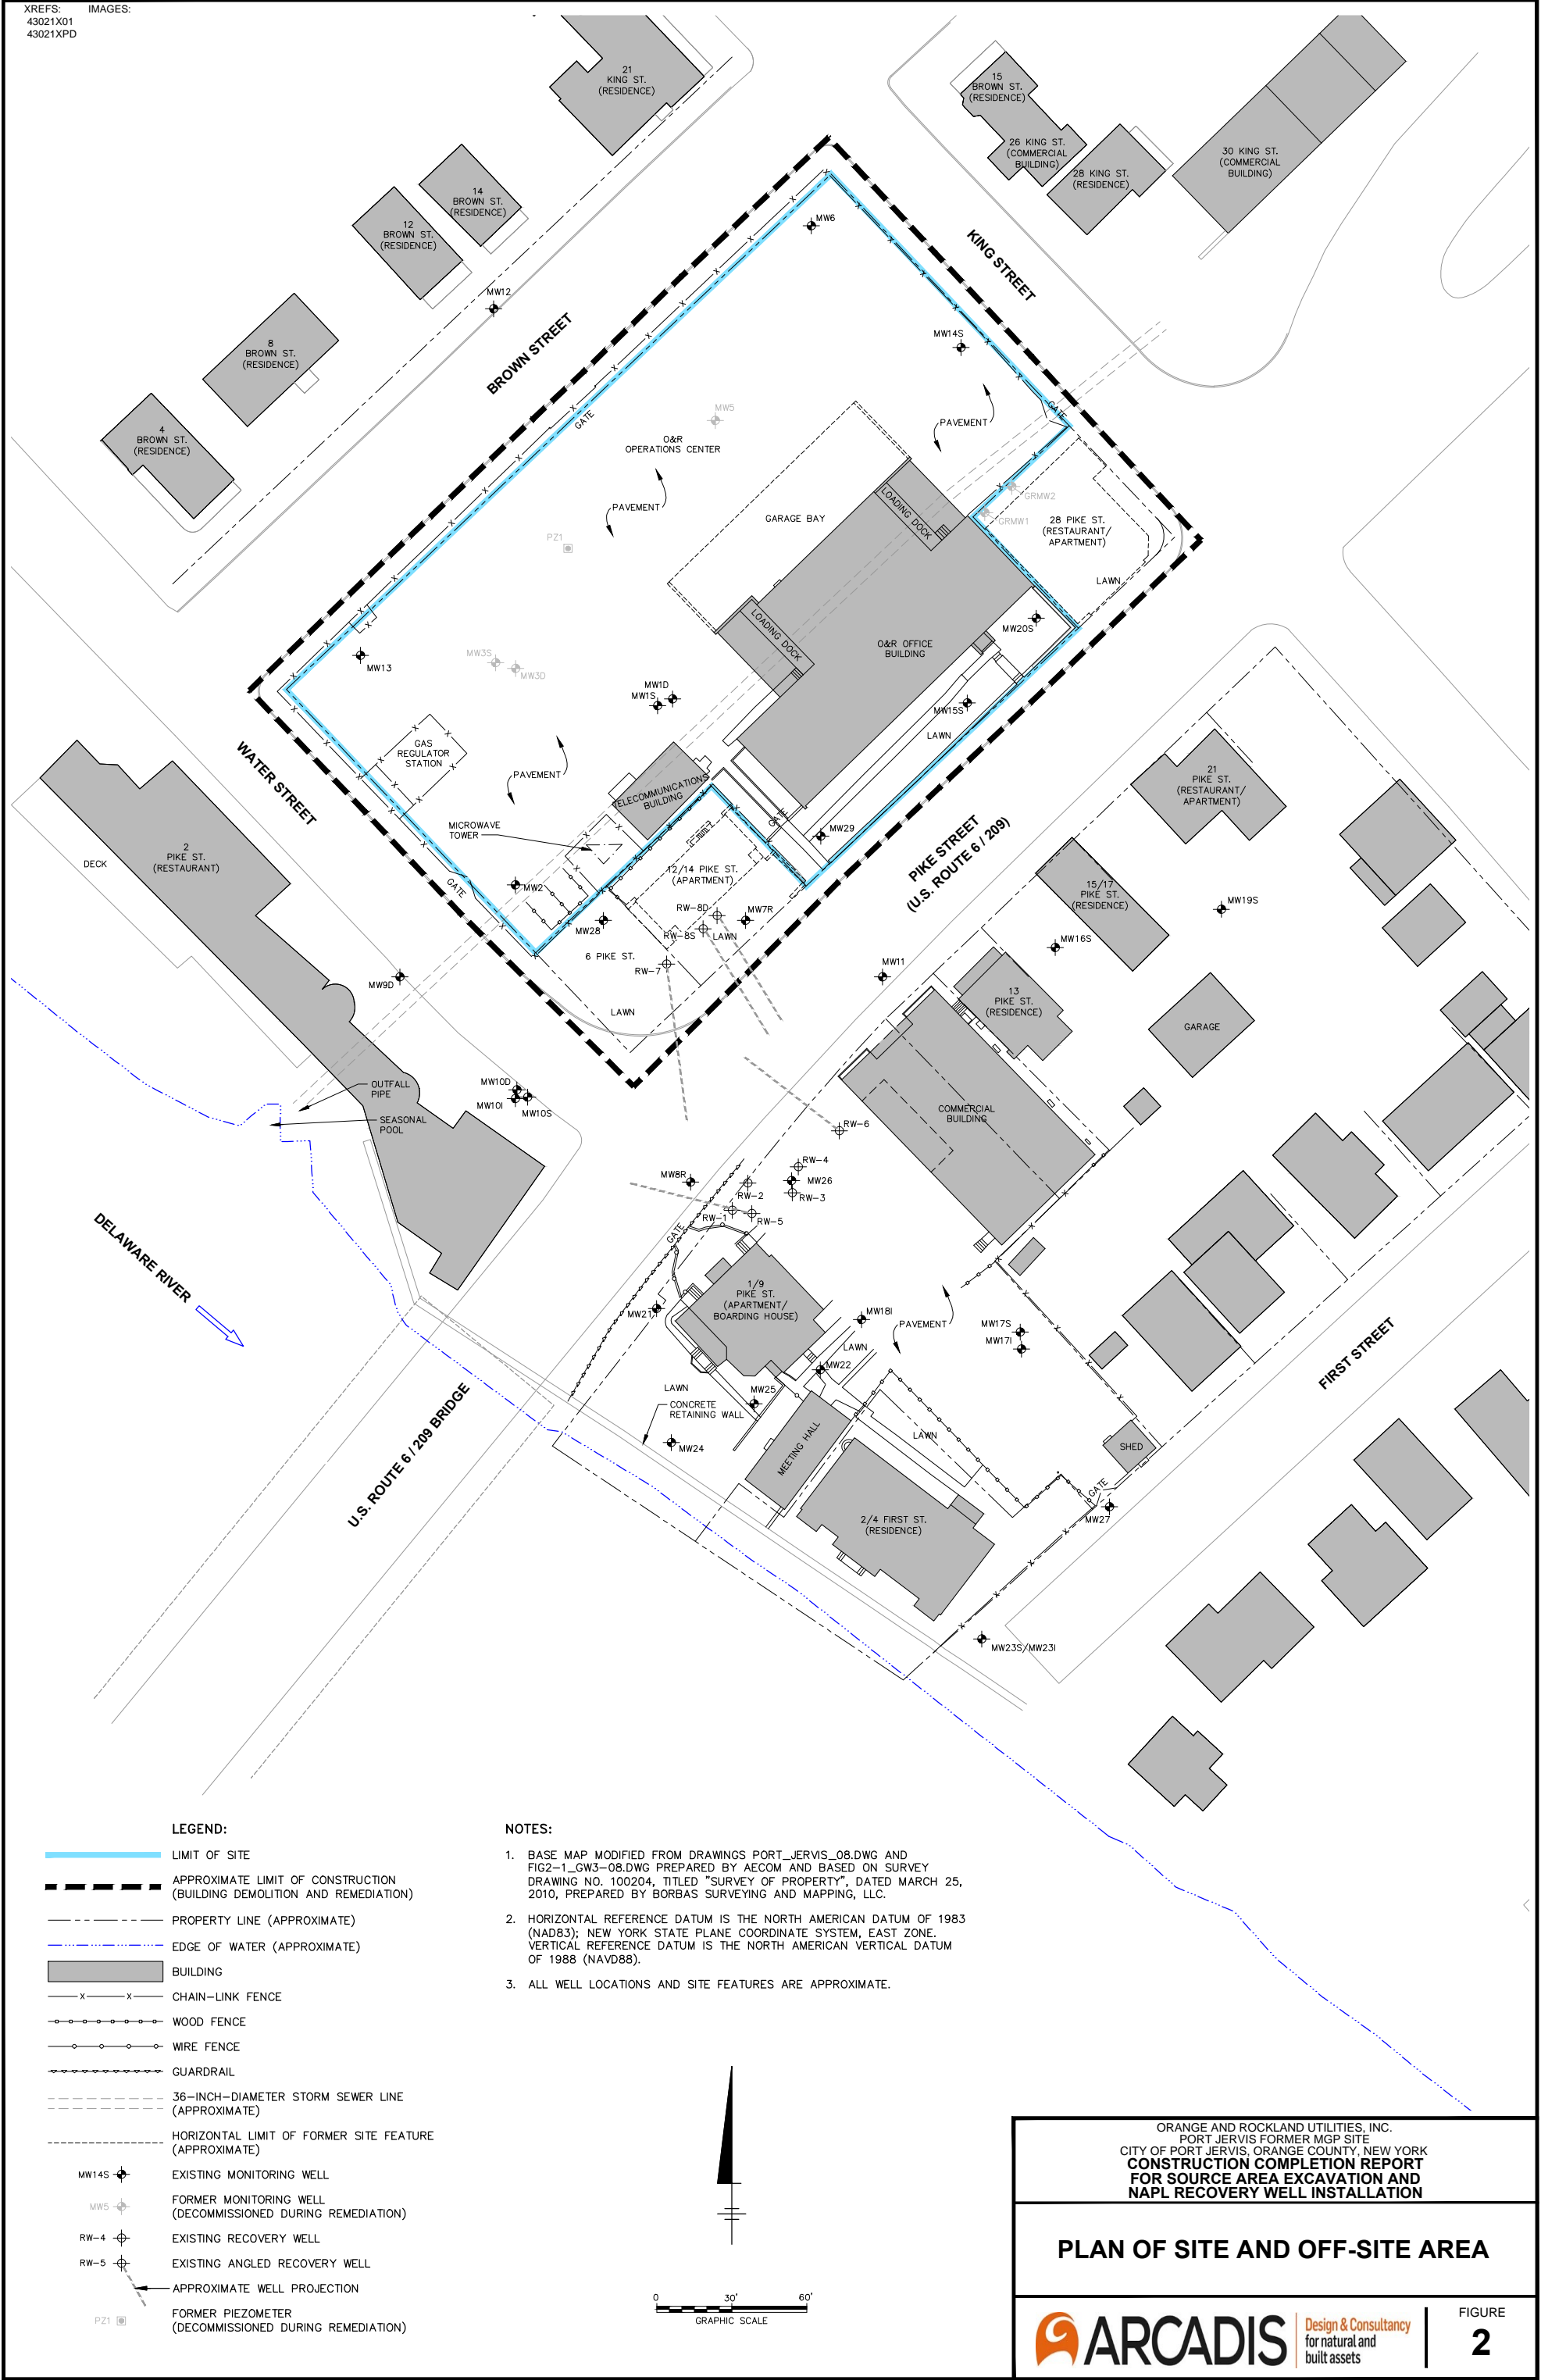 XREFS: IMAGES:
43021X01
43021XPD
21
KING ST.
(RESIDENCE)
15
BROWN ST.
(RESIDENCE)
26 KING ST.
(COMMERCIAL
BUILDING)
28 KING ST.
(RESIDENCE)
30 KING ST.
(COMMERCIAL
BUILDING)
14
BROWN ST.
(RESIDENCE)
12
BROWN ST.
(RESIDENCE)
MW6
KING STREET
MW12
BROWN STREET
8
BROWN ST.
(RESIDENCE)
MW14S
4
BROWN ST.
(RESIDENCE)
GATE
MW5
O&R
OPERATIONS CENTER
PAVEMENT
GATE
PAVEMENT
GARAGE BAY
LOADING DOCK
GRMW2
GRMW1
28 PIKE ST.
(RESTAURANT/
APARTMENT)
LAWN
PZ1
MW13
MW3S
MW3D
LOADING DOCK
O&R OFFICE
BUILDING
MW20S
MW1D
MW1S
MW15S
LAWN
GAS
REGULATOR
STATION
WATER STREET
PAVEMENT
TELECOMMUNICATIONS
BUILDING
MICROWAVE
TOWER
GATE
MW29
PIKE STREET
(U.S. ROUTE 6 / 209)
21
PIKE ST.
(RESTAURANT/
APARTMENT)
2
PIKE ST.
(RESTAURANT)
DECK
GATE
MW2
12/14 PIKE ST.
(APARTMENT)
RW-8D
MW7R
MW28
RW-8S
LAWN
6 PIKE ST.
RW-7
LAWN
15/17
PIKE ST.
(RESIDENCE)
MW19S
MW16S
MW11
MW9D
13
PIKE ST.
(RESIDENCE)
GARAGE
OUTFALL
PIPE
SEASONAL
POOL
MW10D
MW10I
MW10S
COMMERCIAL
BUILDING
RW-6
RW-4
MW8R
MW26
RW-2
RW-3
RW-1
RW-5
GATE
DELAWARE RIVER
1/9
PIKE ST.
(APARTMENT/
BOARDING HOUSE)
MW21
MW18I
PAVEMENT
MW17S
MW17I
LAWN
MW22
FIRST STREET
LAWN
MW25
CONCRETE
RETAINING WALL
MW24
U.S. ROUTE 6 / 209 BRIDGE
MEETING HALL
LAWN
SHED
GATE
MW27
2/4 FIRST ST.
(RESIDENCE)
MW23S/MW23I
LEGEND:
LIMIT OF SITE
APPROXIMATE LIMIT OF CONSTRUCTION
(BUILDING DEMOLITION AND REMEDIATION)
PROPERTY LINE (APPROXIMATE)
EDGE OF WATER (APPROXIMATE)
BUILDING
CHAIN-LINK FENCE
WOOD FENCE
WIRE FENCE
GUARDRAIL
36-INCH-DIAMETER STORM SEWER LINE
(APPROXIMATE)
HORIZONTAL LIMIT OF FORMER SITE FEATURE
(APPROXIMATE)
MW14S EXISTING MONITORING WELL
MW5 FORMER MONITORING WELL
(DECOMMISSIONED DURING REMEDIATION)
RW-4 EXISTING RECOVERY WELL
RW-5 EXISTING ANGLED RECOVERY WELL
APPROXIMATE WELL PROJECTION
PZ1 FORMER PIEZOMETER
(DECOMMISSIONED DURING REMEDIATION)
NOTES:
1. BASE MAP MODIFIED FROM DRAWINGS PORT_JERVIS_08.DWG AND
FIG2-1_GW3-08.DWG PREPARED BY AECOM AND BASED ON SURVEY
DRAWING NO. 100204, TITLED "SURVEY OF PROPERTY", DATED MARCH 25,
2010, PREPARED BY BORBAS SURVEYING AND MAPPING, LLC.
2. HORIZONTAL REFERENCE DATUM IS THE NORTH AMERICAN DATUM OF 1983
(NAD83); NEW YORK STATE PLANE COORDINATE SYSTEM, EAST ZONE.
VERTICAL REFERENCE DATUM IS THE NORTH AMERICAN VERTICAL DATUM
OF 1988 (NAVD88).
3. ALL WELL LOCATIONS AND SITE FEATURES ARE APPROXIMATE.
0 30' 60'
GRAPHIC SCALE
ORANGE AND ROCKLAND UTILITIES, INC.
PORT JERVIS FORMER MGP SITE
CITY OF PORT JERVIS, ORANGE COUNTY, NEW YORK
CONSTRUCTION COMPLETION REPORT
FOR SOURCE AREA EXCAVATION AND
NAPL RECOVERY WELL INSTALLATION
PLAN OF SITE AND OFF-SITE AREA
ARCADIS
Design & Consultancy
for natural and
built assets
FIGURE
2